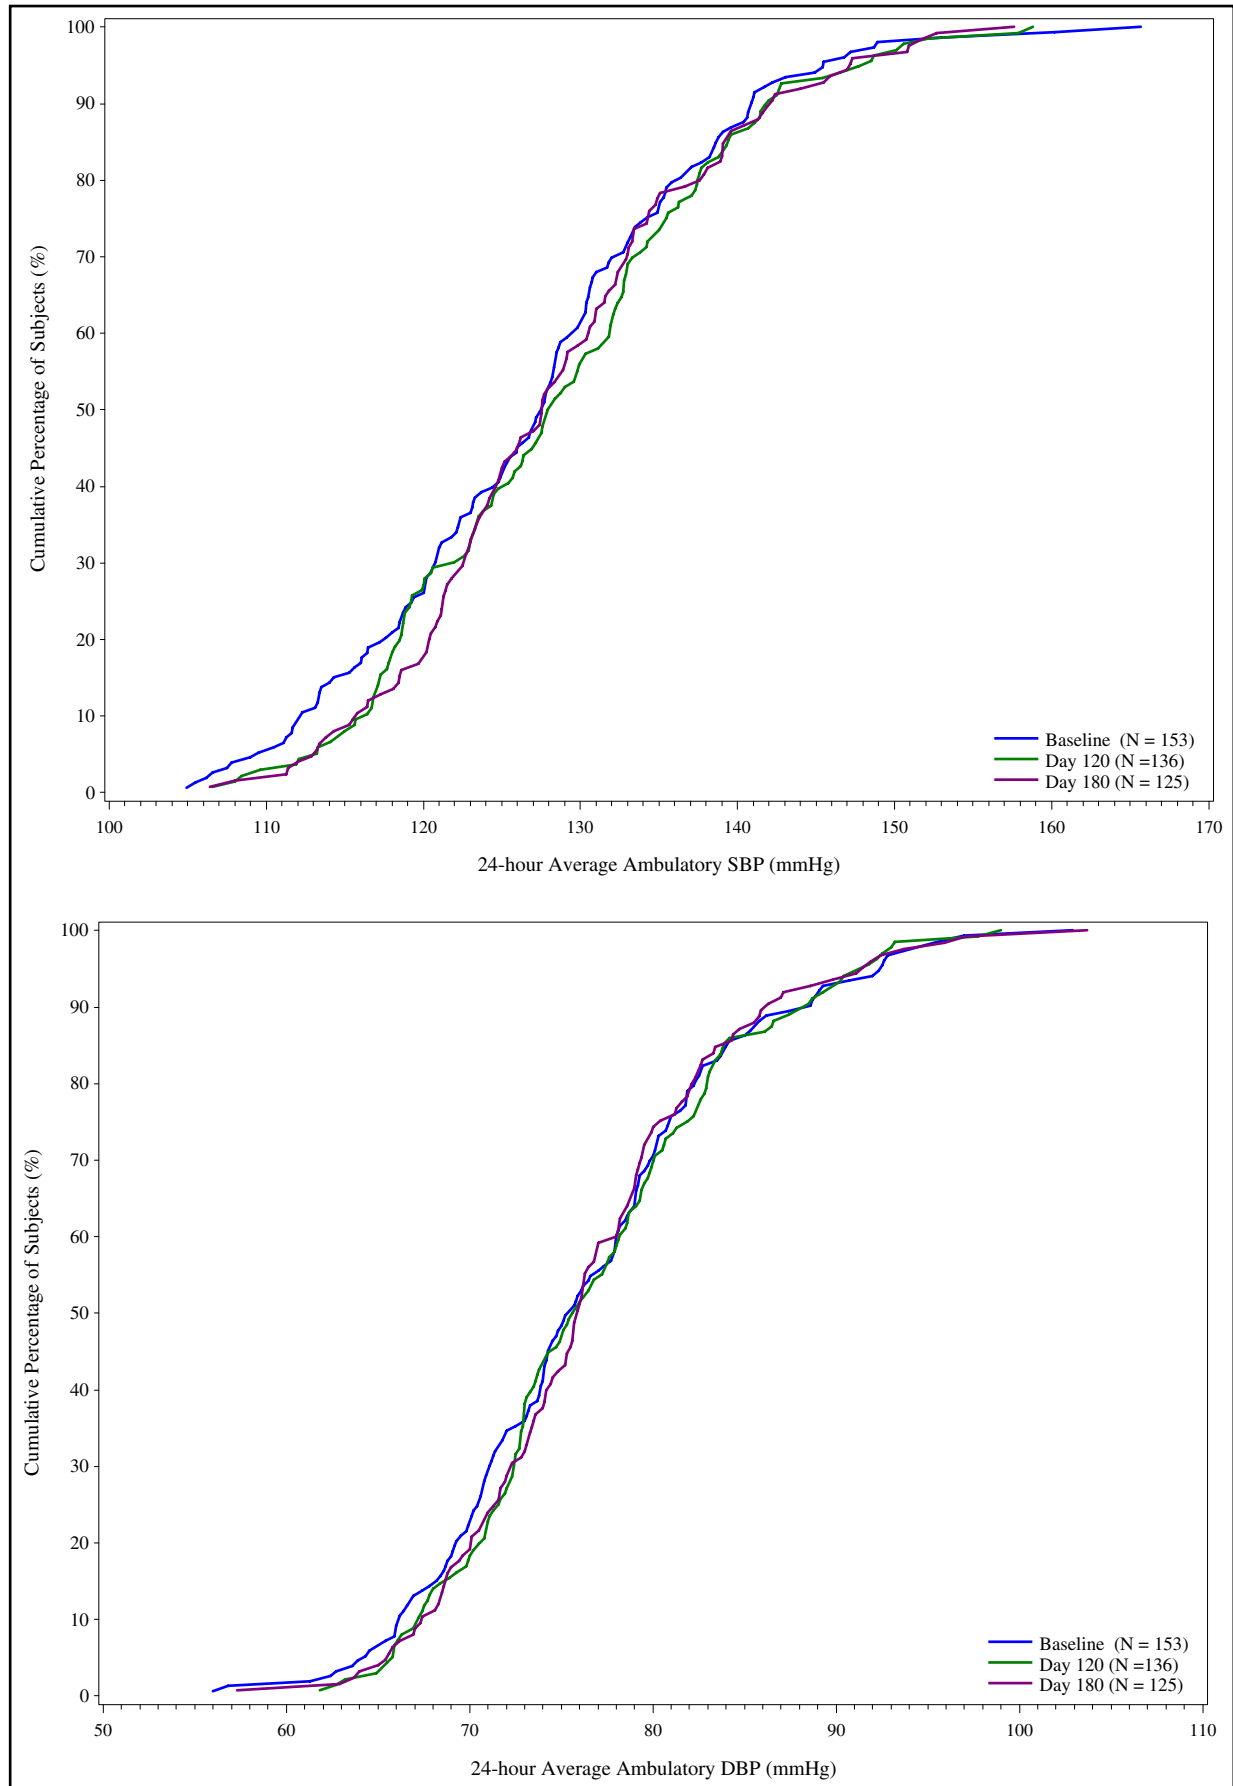 100
90
80
70
60
50
40
30
20
10
0
Cumulative Percentage of Subjects (%)
Baseline (N = 153)
Day 120 (N =136)
Day 180 (N = 125)
100 110 120 130 140 150 160 170
24-hour Average Ambulatory SBP (mmHg)
100
90
80
70
60
50
40
30
20
10
0
Cumulative Percentage of Subjects (%)
Baseline (N = 153)
Day 120 (N =136)
Day 180 (N = 125)
50 60 70 80 90 100 110
24-hour Average Ambulatory DBP (mmHg)